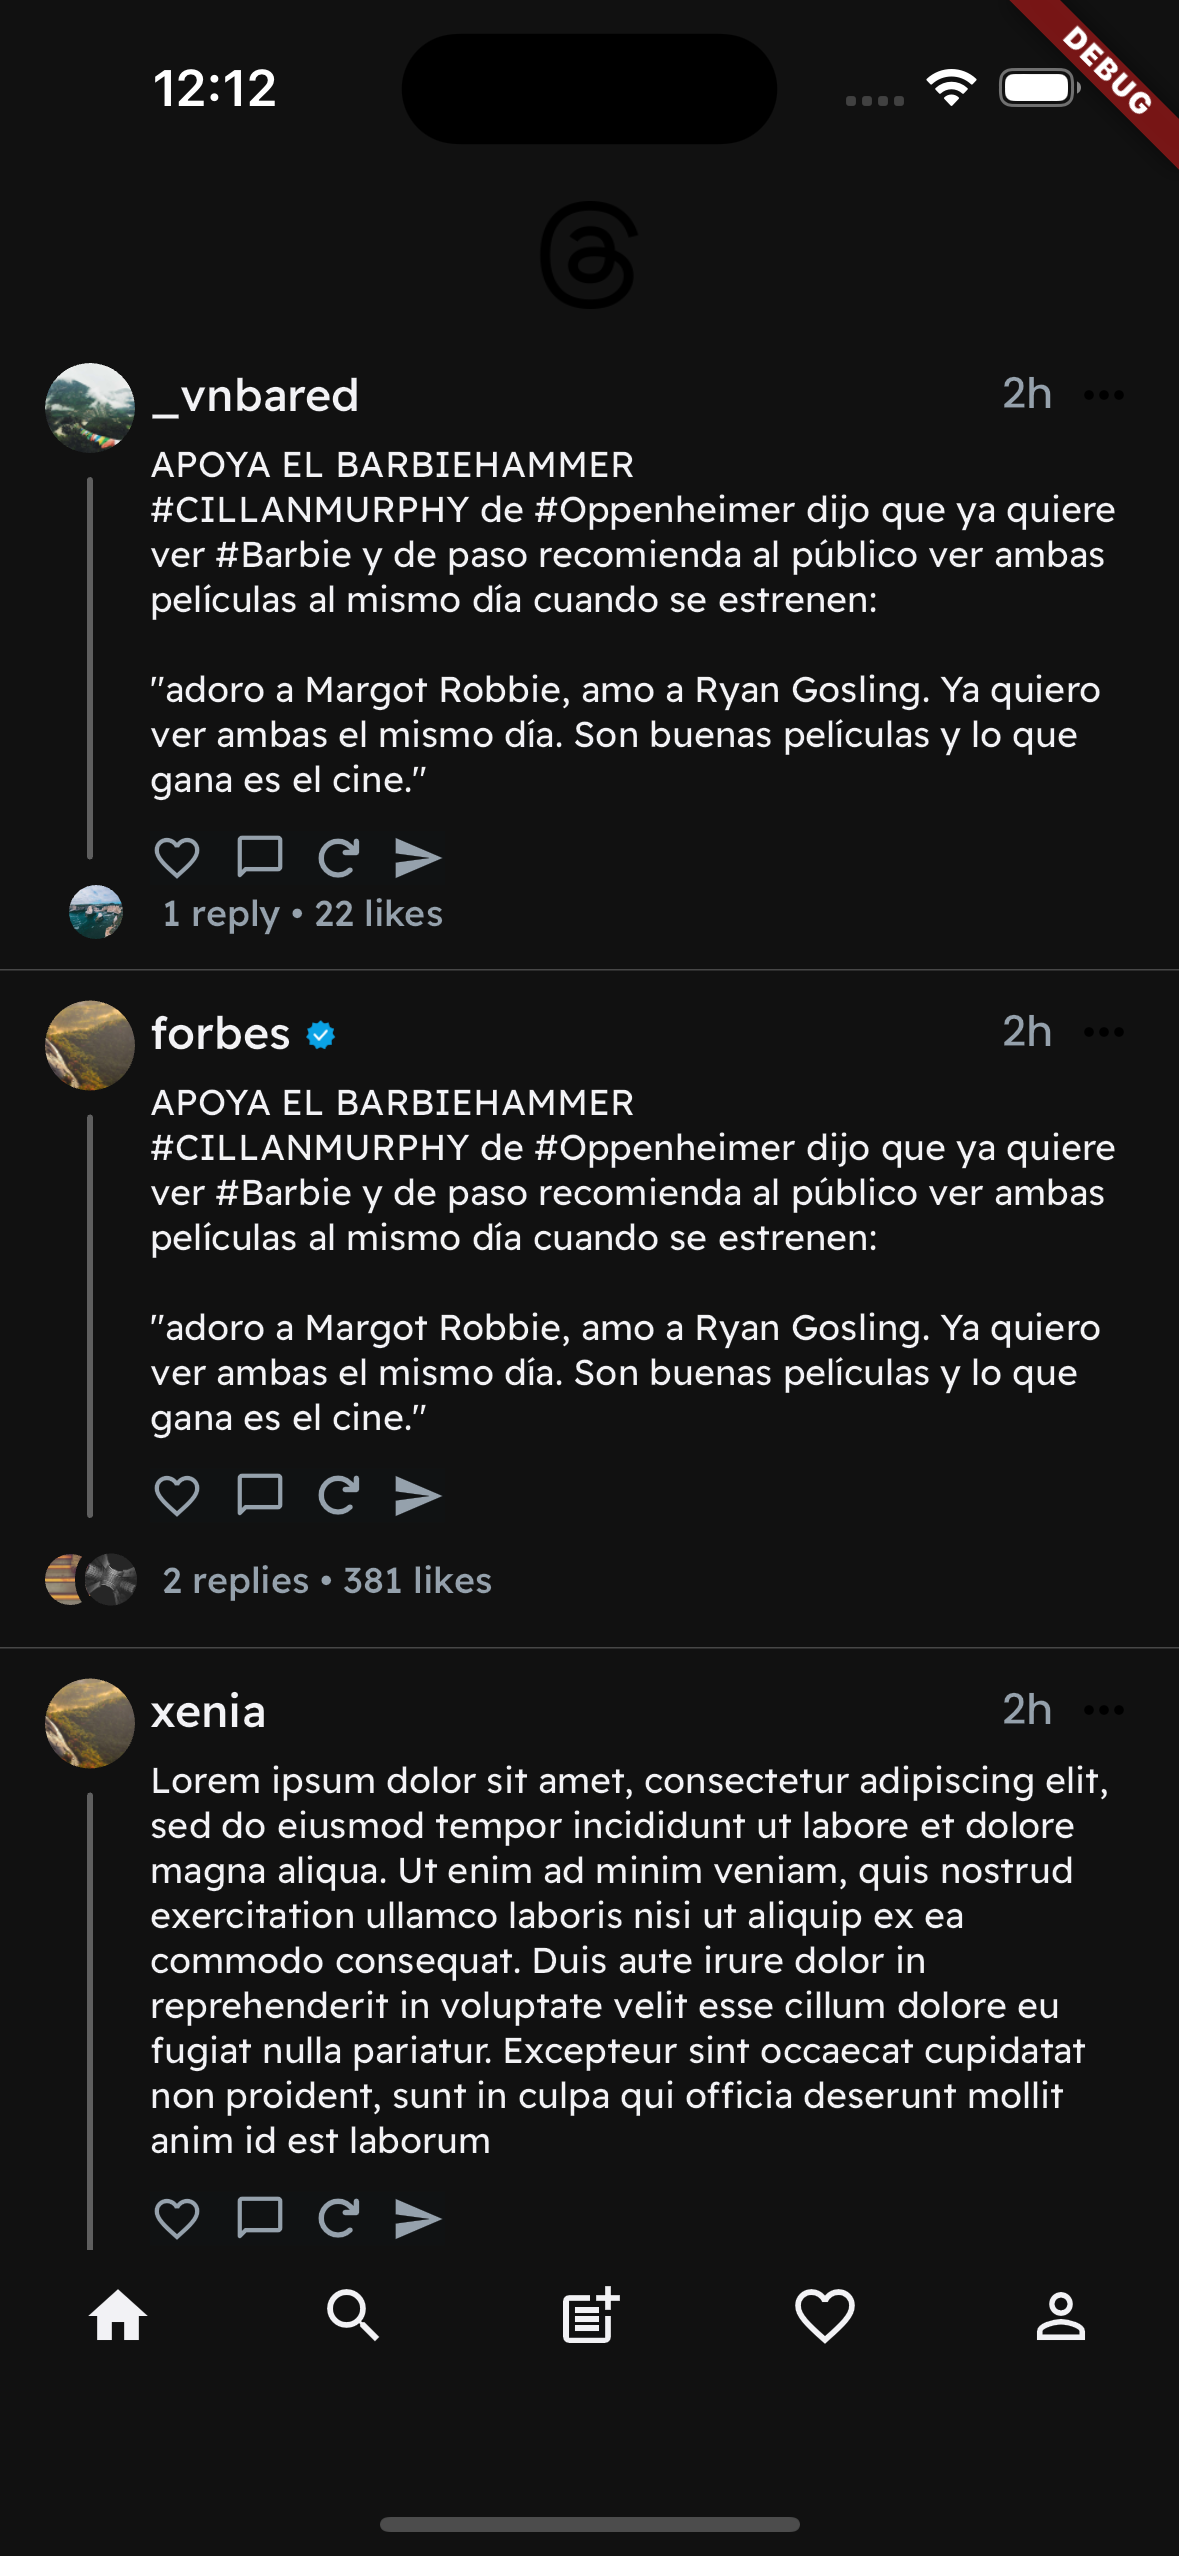 12:12
DEBUG
_vnbared
2h
APOYA EL BARBIEHAMMER
#CILLANMURPHY de #Oppenheimer dijo que ya quiere
ver #Barbie y de paso recomienda al público ver ambas
películas al mismo día cuando se estrenen:
"adoro a Margot Robbie, amo a Ryan Gosling. Ya quiero
ver ambas el mismo día. Son buenas películas y lo que
gana es el cine."
1 reply • 22 likes
forbes
2h
APOYA EL BARBIEHAMMER
#CILLANMURPHY de #Oppenheimer dijo que ya quiere
ver #Barbie y de paso recomienda al público ver ambas
películas al mismo día cuando se estrenen:
"adoro a Margot Robbie, amo a Ryan Gosling. Ya quiero
ver ambas el mismo día. Son buenas películas y lo que
gana es el cine."
2 replies • 381 likes
xenia
2h
Lorem ipsum dolor sit amet, consectetur adipiscing elit,
sed do eiusmod tempor incididunt ut labore et dolore
magna aliqua. Ut enim ad minim veniam, quis nostrud
exercitation ullamco laboris nisi ut aliquip ex ea
commodo consequat. Duis aute irure dolor in
reprehenderit in voluptate velit esse cillum dolore eu
fugiat nulla pariatur. Excepteur sint occaecat cupidatat
non proident, sunt in culpa qui officia deserunt mollit
anim id est laborum